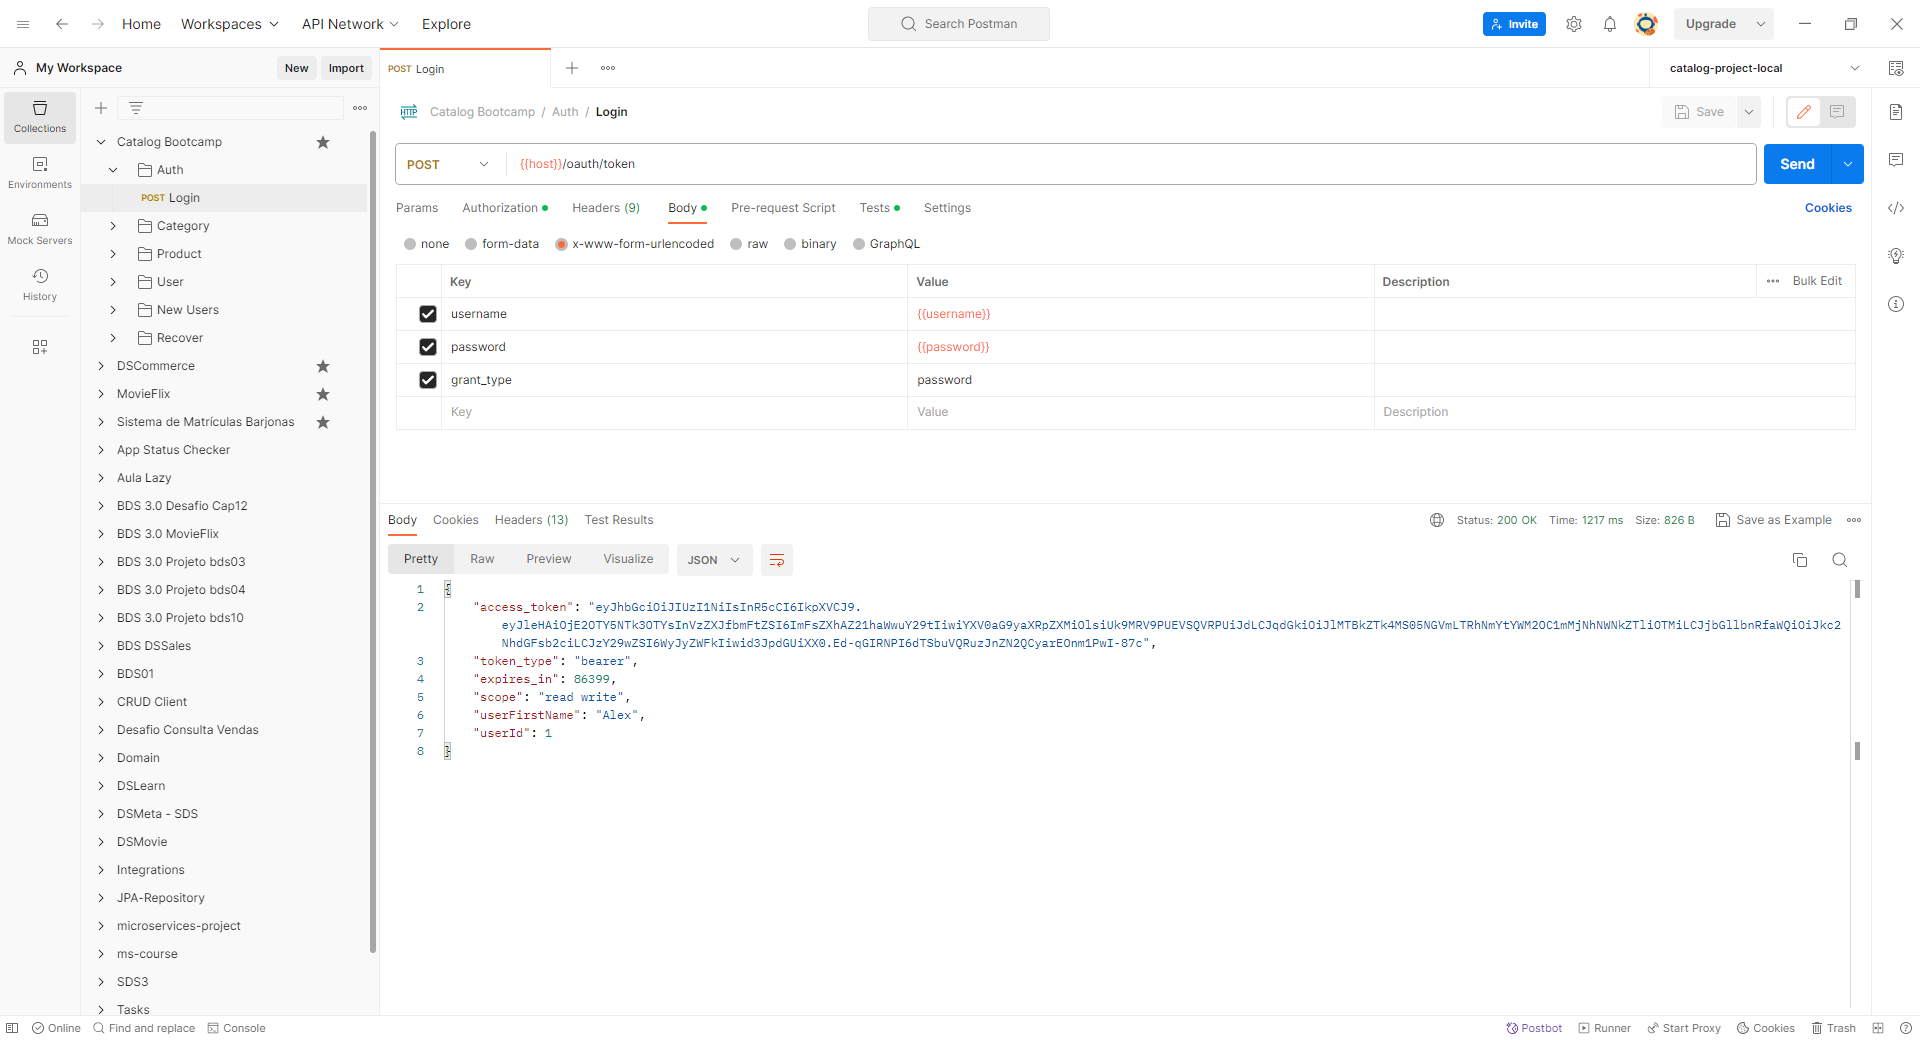 Home Workspaces API Network Explore Search Postman Invite Upgrade
My Workspace New Import POST Login catalog-project-local
Collections
Environments
Mock Servers
History
Catalog Bootcamp
Auth
POST Login
Category
Product
User
New Users
Recover
DSCommerce
MovieFlix
Sistema de Matrículas Barjonas
App Status Checker
Aula Lazy
BDS 3.0 Desafio Cap12
BDS 3.0 MovieFlix
BDS 3.0 Projeto bds03
BDS 3.0 Projeto bds04
BDS 3.0 Projeto bds10
BDS DSSales
BDS01
CRUD Client
Desafio Consulta Vendas
Domain
DSLearn
DSMeta - SDS
DSMovie
Integrations
JPA-Repository
microservices-project
ms-course
SDS3
Tasks
HTTP Catalog Bootcamp / Auth / Login Save
POST {{host}}/oauth/token Send
Params Authorization Headers (9) Body Pre-request Script Tests Settings Cookies
none form-data x-www-form-urlencoded raw binary GraphQL
Key Value Description Bulk Edit
username {{username}}
password {{password}}
grant_type password
Key Value Description
Body Cookies Headers (13) Test Results Status: 200 OK Time: 1217 ms Size: 826 B Save as Example
Pretty Raw Preview Visualize JSON
1 {
2 "access_token": "eyJhbGciOiJIUzI1NiIsInR5cCI6IkpXVCJ9.
3 "token_type": "bearer",
4 "expires_in": 86399,
5 "scope": "read write",
6 "userFirstName": "Alex",
7 "userId": 1
8 }
Online Find and replace Console Postbot Runner Start Proxy Cookies Trash